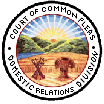 COURT OF COMMON PLEAS
DOMESTIC RELATIONS DIVISION